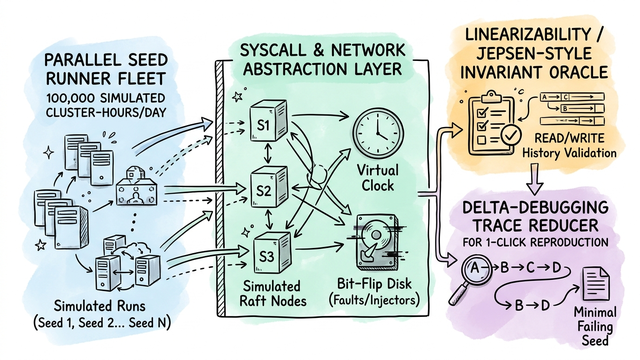 PARALLEL SEED
RUNNER FLEET
100,000 SIMULATED
CLUSTER-HOURS/DAY
Simulated Runs
(Seed 1, Seed 2... Seed N)
SYSCALL & NETWORK
ABSTRACTION LAYER
S1
S2
S3
Simulated
Raft Nodes
Virtual
Clock
Bit-Flip Disk
(Faults/Injectors)
LINEARIZABILITY /
JEPSEN-STYLE
INVARIANT ORACLE
A C
B
READ/WRITE
History Validation
DELTA-DEBUGGING
TRACE REDUCER
FOR 1-CLICK REPRODUCTION
A→B→C→D
→B→D
Minimal
Failing
Seed